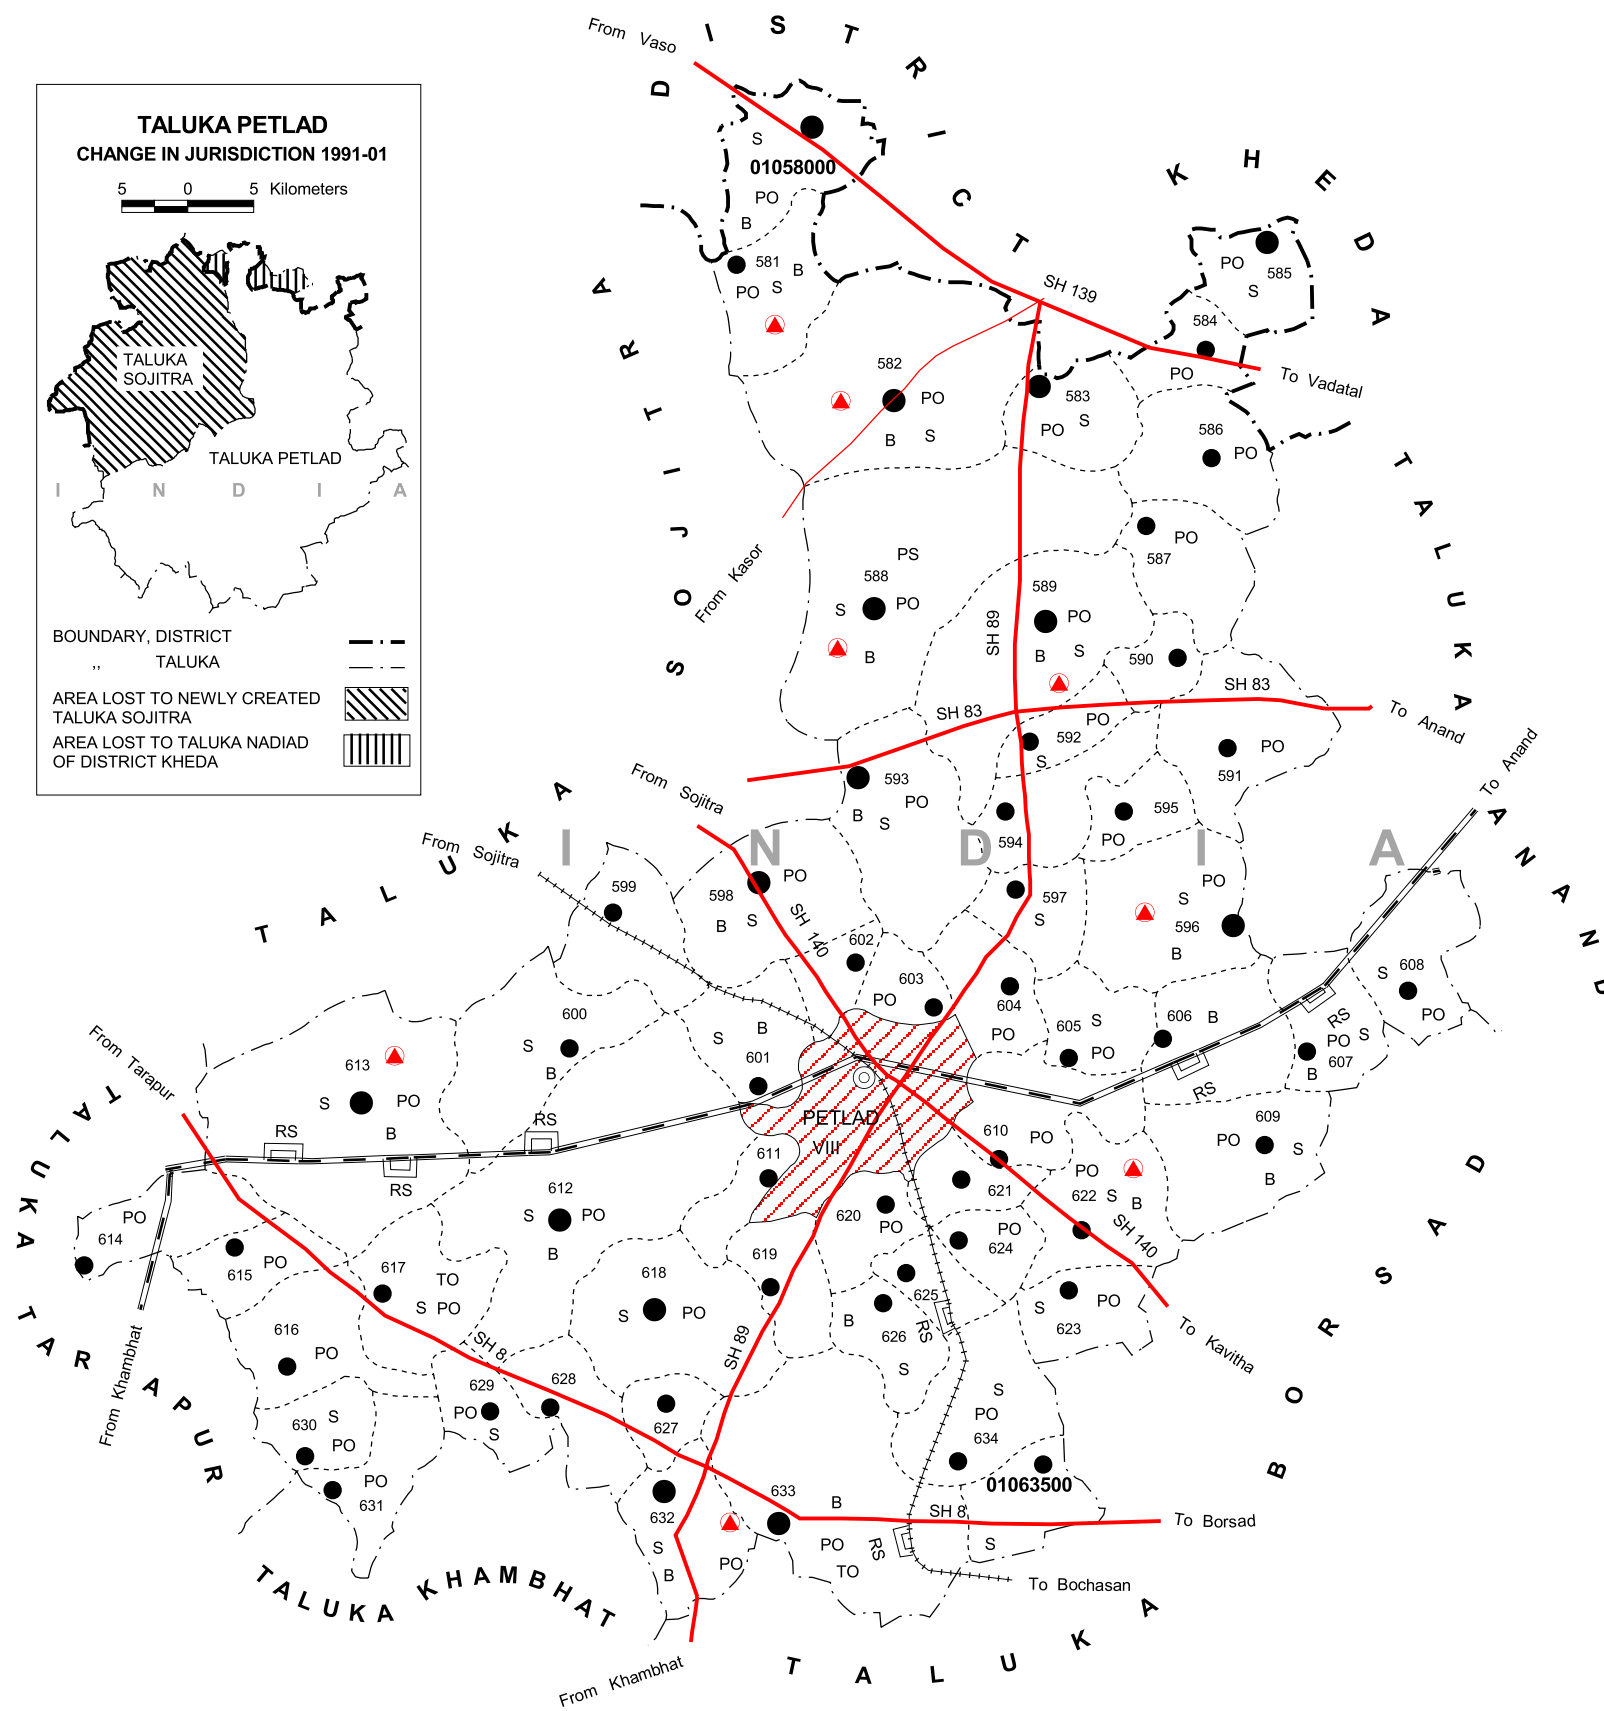 TALUKA PETLAD
CHANGE IN JURISDICTION 1991-01
5 0 5 Kilometers
TALUKA
SOJITRA
TALUKA PETLAD
I N D I A
BOUNDARY, DISTRICT
,, TALUKA
AREA LOST TO NEWLY CREATED
TALUKA SOJITRA
AREA LOST TO TALUKA NADIAD
OF DISTRICT KHEDA
From Vaso
DISTRICT
KHEDA
TALUKA SOJITRA
TALUKA
ANAND
S
01058000
PO
B
581
B
PO S
PO
585
S
584
PO
SH 139
To Vadatal
582
PO
B S
583
PO S
586
PO
587
PO
From Kasor
PS
588
S PO
B
589
PO
B S
590
SH 89
SH 83
SH 83
To Anand
PO
592
S
591
PO
593
PO
B S
594
595
PO
To Anand
I N D I A
From Sojitra
From Sojitra
599
598
PO
B S
SH 140
597
S
PO
S
596
B
602
603
PO
604
PO
608
S
PO
600
S
B
S B
601
605 S
PO
606 B
RS
RS
PO S
607
B
From Tarapur
613
S PO
B
RS
RS
RS
PETLAD
VIII
611
610 PO
609
PO S
B
612
S PO
B
PO
614
615 PO
617
TO
S PO
618
S PO
619
620
PO
621
PO
622 S
B
SH 140
624
PO
625
RS
B
626
S
623
S PO
To Kavitha
616
PO
From Khambhat
SH 8
SH 89
629
PO
S
628
627
630 S
PO
PO
631
632
S
B
633
PO
B
PO
TO
RS
S
PO
634
01063500
SH 8
S
To Borsad
To Bochasan
From Khambhat
TALUKA TARAPUR
TALUKA KHAMBHAT
TALUKA
BORSAD